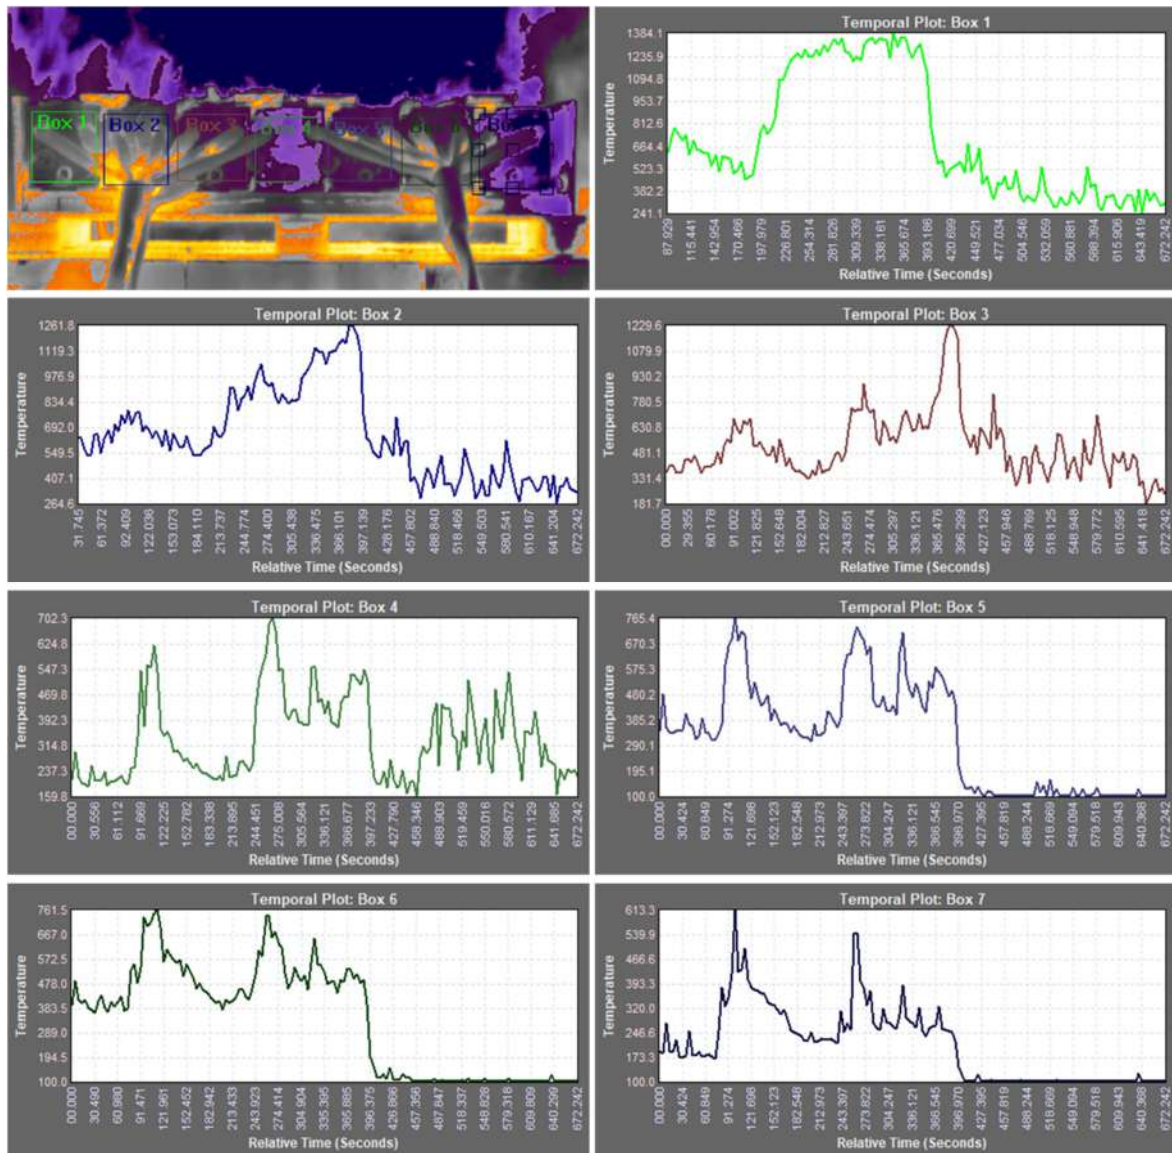 Box 1
Box 2
Box 3
Temporal Plot: Box 1
Temperature
1384.1
1235.9
1094.8
953.7
812.6
664.4
523.3
382.2
241.1
87.929 115.441 142.954 170.466 197.979 226.801 254.314 281.826 309.339 338.161 365.674 393.186 420.699 449.521 477.034 504.546 532.059 560.881 588.394 615.906 643.419 672.242
Relative Time (Seconds)
Temporal Plot: Box 2
Temperature
1261.8
1119.3
976.9
834.4
692.0
549.5
407.1
264.6
31.745 61.372 92.409 122.036 153.073 184.110 213.737 244.774 274.400 305.438 336.475 366.101 397.139 428.176 457.802 488.840 518.466 549.503 580.541 610.167 641.204 672.242
Relative Time (Seconds)
Temporal Plot: Box 3
Temperature
1229.6
1079.9
930.2
780.5
630.8
481.1
331.4
181.7
00.000 29.355 60.178 91.002 121.825 152.648 182.004 212.827 243.651 274.474 305.297 336.121 365.476 396.299 427.123 457.946 488.769 518.125 548.948 579.772 610.595 641.418 672.242
Relative Time (Seconds)
Temporal Plot: Box 4
Temperature
702.3
624.8
547.3
469.8
392.3
314.8
237.3
159.8
00.000 30.556 61.112 91.669 122.225 152.782 183.338 213.895 244.451 275.008 305.564 336.121 366.677 397.233 427.790 458.346 488.903 519.459 550.016 580.572 611.129 641.685 672.242
Relative Time (Seconds)
Temporal Plot: Box 5
Temperature
765.4
670.3
575.3
480.2
385.2
290.1
195.1
100.0
00.000 30.424 60.849 91.274 121.698 152.123 182.548 212.973 243.397 273.822 304.247 336.121 366.545 396.970 427.395 457.819 488.244 518.669 549.094 579.518 609.943 640.368 672.242
Relative Time (Seconds)
Temporal Plot: Box 6
Temperature
761.5
667.0
572.5
478.0
383.5
289.0
194.5
100.0
00.000 30.490 60.980 91.471 121.961 152.452 182.942 213.433 243.923 274.414 304.904 335.395 365.885 396.375 426.866 457.356 487.847 518.337 548.828 579.318 609.809 640.299 672.242
Relative Time (Seconds)
Temporal Plot: Box 7
Temperature
613.3
539.9
466.6
393.3
320.0
246.6
173.3
100.0
00.000 30.424 60.849 91.274 121.698 152.123 182.548 212.973 243.397 273.822 304.247 336.121 366.545 396.970 427.395 457.819 488.244 518.669 549.094 579.518 609.943 640.368 672.242
Relative Time (Seconds)